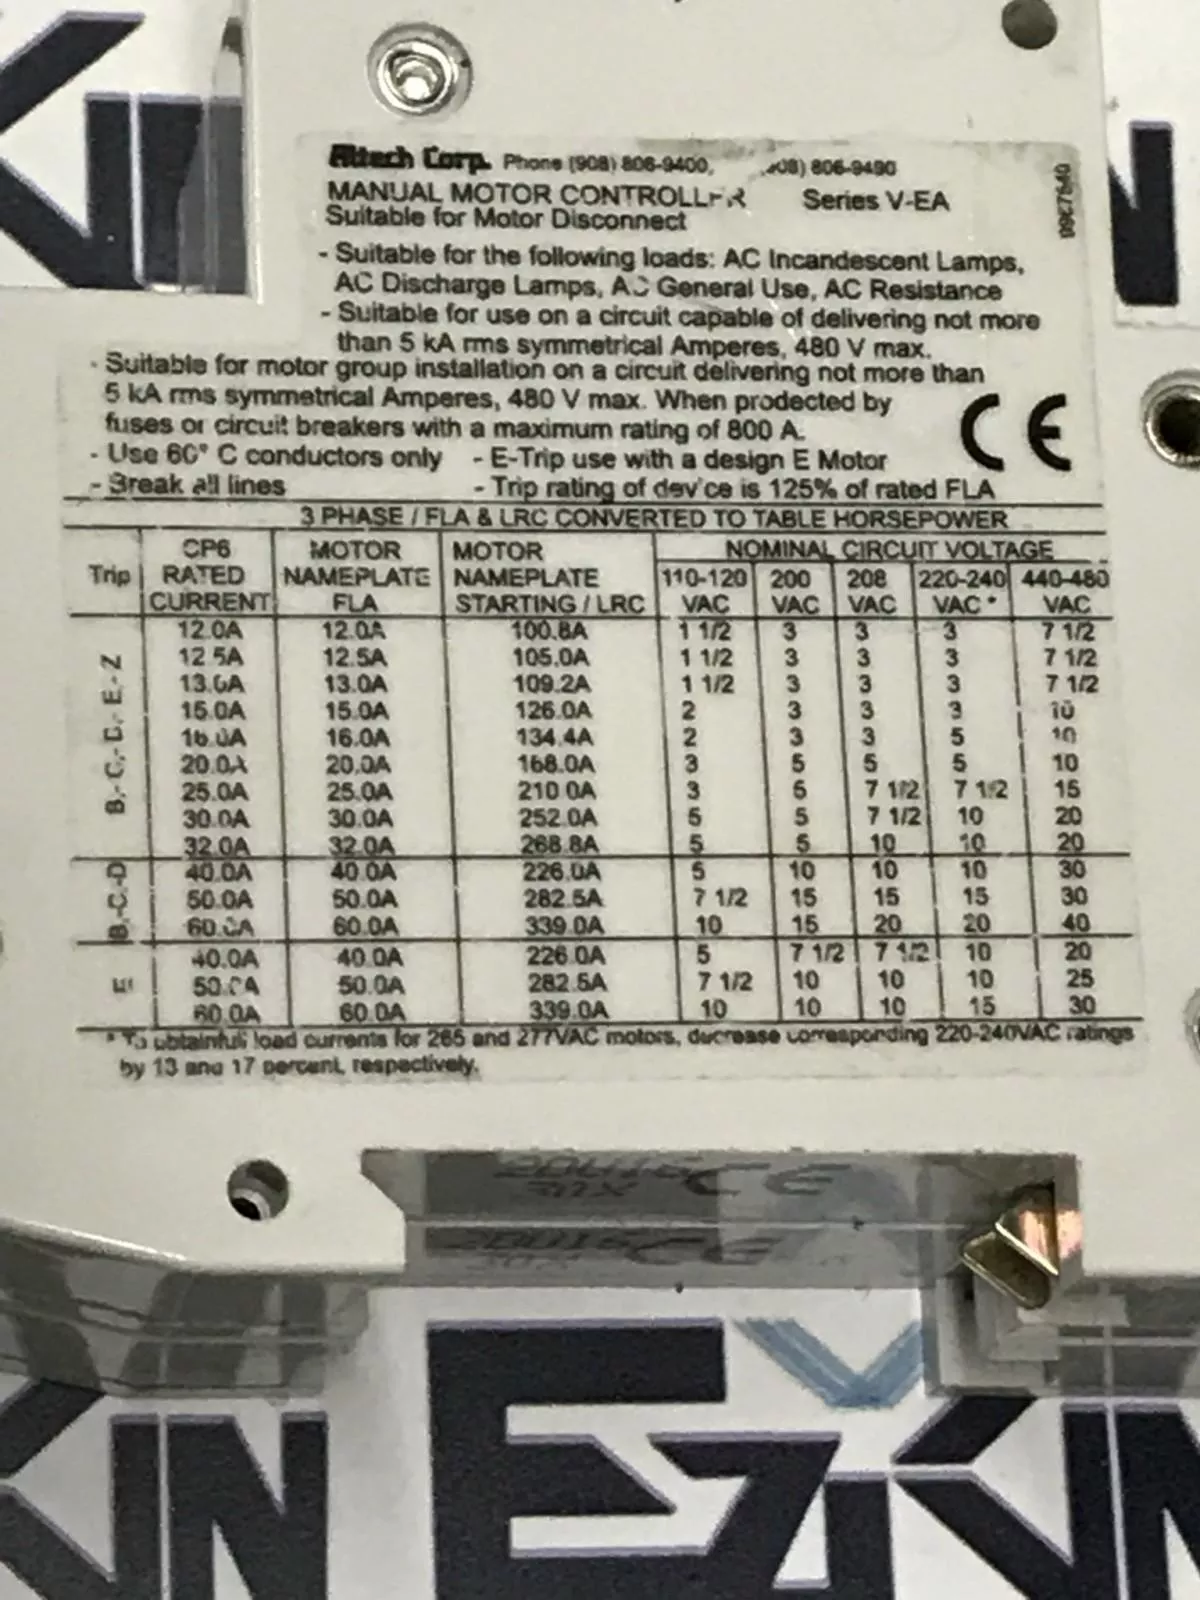 Altech Corp. Phone (908) 806-9400, 08) 806-9490
MANUAL MOTOR CONTROLLER Series V-EA
Suitable for Motor Disconnect
- Suitable for the following loads: AC Incandescent Lamps,
AC Discharge Lamps, AC General Use, AC Resistance
- Suitable for use on a circuit capable of delivering not more
than 5 kA rms symmetrical Amperes, 480 V max.
- Suitable for motor group installation on a circuit delivering not more than
5 kA rms symmetrical Amperes, 480 V max. When prodected by
fuses or circuit breakers with a maximum rating of 800 A.
CE
- Use 60° C conductors only - E-Trip use with a design E Motor
- Break all lines - Trip rating of device is 125% of rated FLA
3 PHASE / FLA & LRC CONVERTED TO TABLE HORSEPOWER
Trip CP6 RATED CURRENT MOTOR NAMEPLATE FLA MOTOR NAMEPLATE STARTING / LRC NOMINAL CIRCUIT VOLTAGE
110-120 VAC 200 VAC 208 VAC 220-240 VAC * 440-480 VAC
B,-C,-D,-E,-Z
12.0A 12.0A 100.8A 1 1/2 3 3 3 7 1/2
12.5A 12.5A 105.0A 1 1/2 3 3 3 7 1/2
13.0A 13.0A 109.2A 1 1/2 3 3 3 7 1/2
15.0A 15.0A 126.0A 2 3 3 3 10
16.0A 16.0A 134.4A 2 3 3 5 10
20.0A 20.0A 168.0A 3 5 5 5 10
25.0A 25.0A 210.0A 3 5 7 1/2 7 1/2 15
30.0A 30.0A 252.0A 5 5 7 1/2 10 20
32.0A 32.0A 268.8A 5 5 10 10 20
B,-C,-D
40.0A 40.0A 226.0A 5 10 10 10 30
50.0A 50.0A 282.5A 7 1/2 15 15 15 30
60.0A 60.0A 339.0A 10 15 20 20 40
E
40.0A 40.0A 226.0A 5 7 1/2 7 1/2 10 20
50.0A 50.0A 282.5A 7 1/2 10 10 10 25
60.0A 60.0A 339.0A 10 10 10 15 30
* To obtainfull load currents for 265 and 277VAC motors, decrease corresponding 220-240VAC ratings
by 13 and 17 percent, respectively.
CE
CE